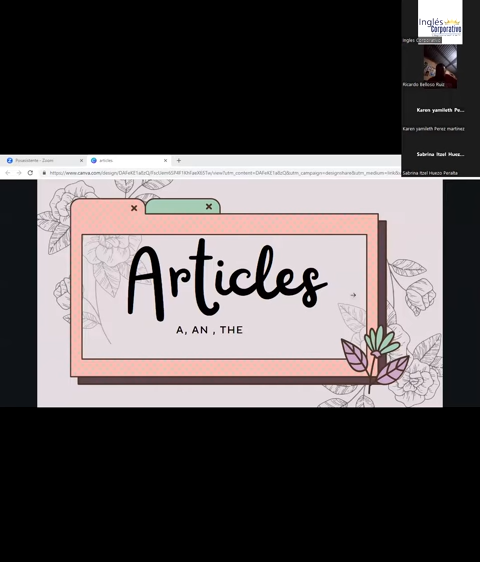 Inglés
Corporativo
Inglés Corporativo
Ricardo Belloso Ruiz
Karen yamileth Pe...
Karen yamileth Perez martinez
Sabrina Itzel Huez...
Sabrina Itzel Huezo Peralta
articles
Articles
A, AN , THE